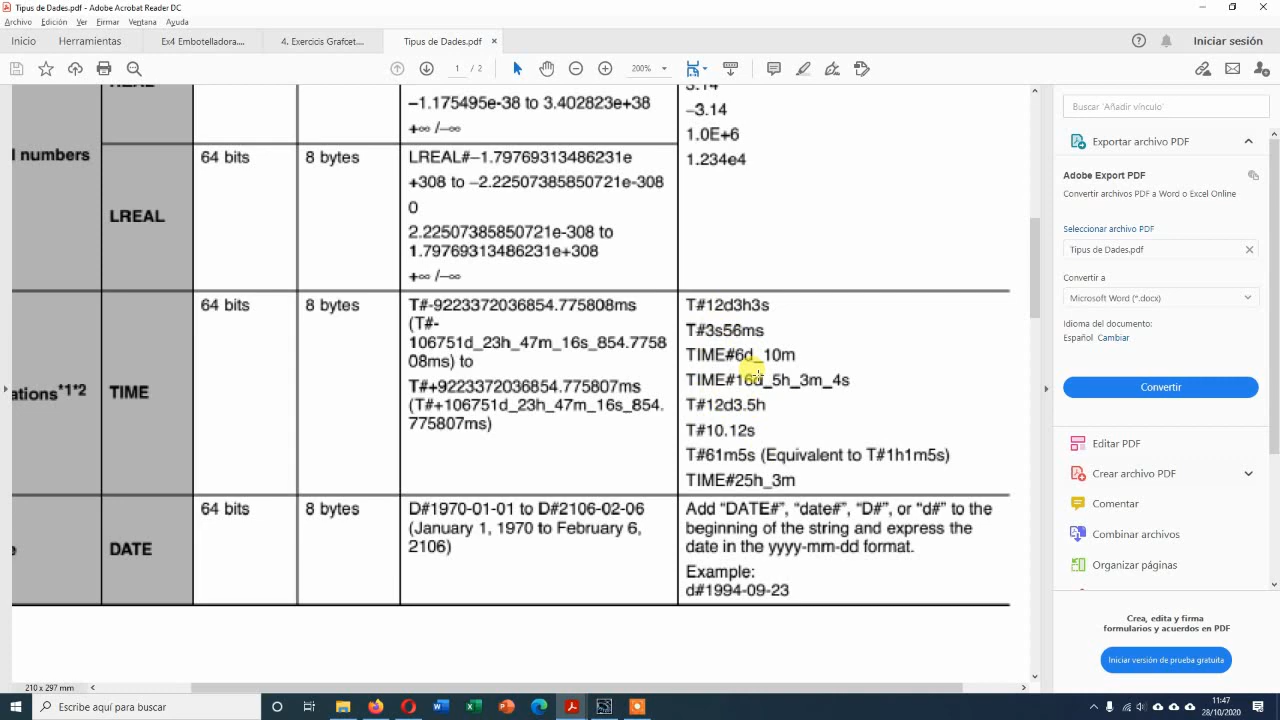 Tipus de Dades.pdf - Adobe Acrobat Reader DC
Archivo Edición Ver Firmar Ventana Ayuda
Inicio Herramientas Ex4 Embotelladora.... 4. Exercicis Grafcet.... Tipus de Dades.pdf × Iniciar sesión
1 / 2 200%
–1.175495e-38 to 3.402823e+38
+∞ /–∞
3.14
–3.14
1.0E+6
1.234e4
l numbers
LREAL
64 bits
8 bytes
LREAL#–1.79769313486231e
+308 to –2.22507385850721e-308
0
2.22507385850721e-308 to
1.79769313486231e+308
+∞ /–∞
ations*1*2
TIME
64 bits
8 bytes
T#-9223372036854.775808ms
(T#-
106751d_23h_47m_16s_854.7758
08ms) to
T#+9223372036854.775807ms
(T#+106751d_23h_47m_16s_854.
775807ms)
T#12d3h3s
T#3s56ms
TIME#6d_10m
TIME#16d_5h_3m_4s
T#12d3.5h
T#10.12s
T#61m5s (Equivalent to T#1h1m5s)
TIME#25h_3m
e
DATE
64 bits
8 bytes
D#1970-01-01 to D#2106-02-06
(January 1, 1970 to February 6,
2106)
Add “DATE#”, “date#”, “D#”, or “d#” to the
beginning of the string and express the
date in the yyyy-mm-dd format.
Example:
d#1994-09-23
210 x 297 mm
Buscar 'Añadir vínculo'
Exportar archivo PDF
Adobe Export PDF
Convertir archivos PDF a Word o Excel Online
Seleccionar archivo PDF
Tipus de Dades.pdf
Convertir a
Microsoft Word (*.docx)
Idioma del documento:
Español Cambiar
Convertir
Editar PDF
Crear archivo PDF
Comentar
Combinar archivos
Organizar páginas
Crea, edita y firma
formularios y acuerdos en PDF
Iniciar versión de prueba gratuita
Escribe aquí para buscar
11:47
28/10/2020